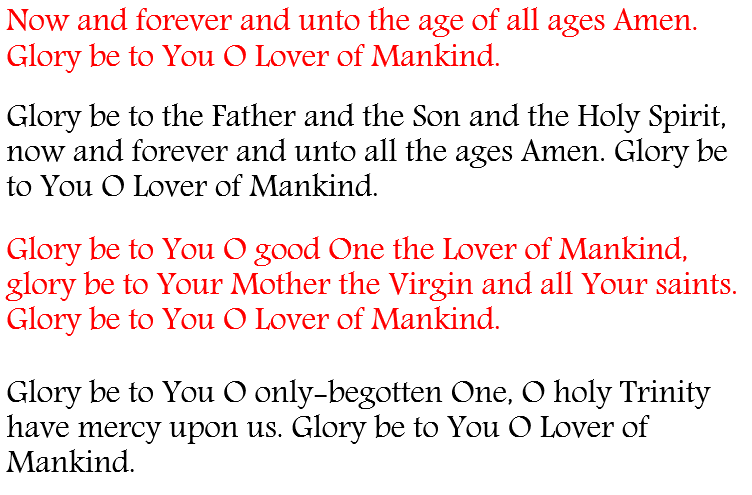 Now and forever and unto the age of all ages Amen.
Glory be to You O Lover of Mankind.
Glory be to the Father and the Son and the Holy Spirit,
now and forever and unto all the ages Amen. Glory be
to You O Lover of Mankind.
Glory be to You O good One the Lover of Mankind,
glory be to Your Mother the Virgin and all Your saints.
Glory be to You O Lover of Mankind.
Glory be to You O only-begotten One, O holy Trinity
have mercy upon us. Glory be to You O Lover of
Mankind.